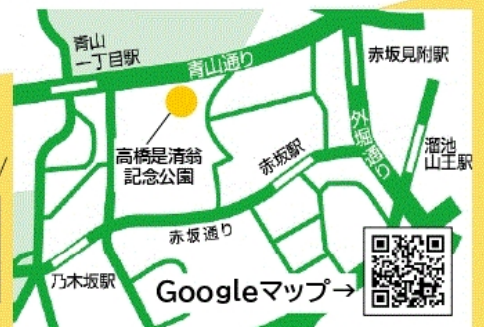 青山
一丁目駅
青山通り
赤坂見附駅
高橋是清翁
記念公園
赤坂駅
外堀通り
溜池
山王駅
赤坂通り
乃木坂駅
Googleマップ→